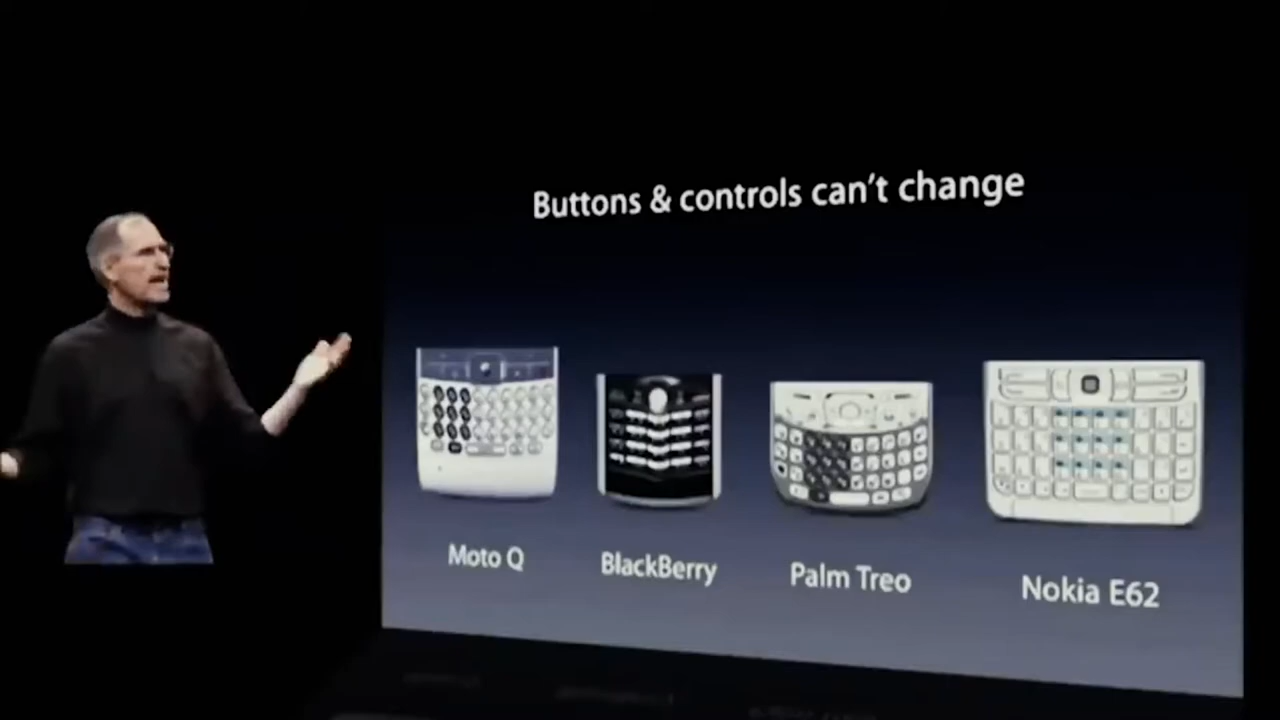 Buttons & controls can't change
Moto Q
BlackBerry
Palm Treo
Nokia E62